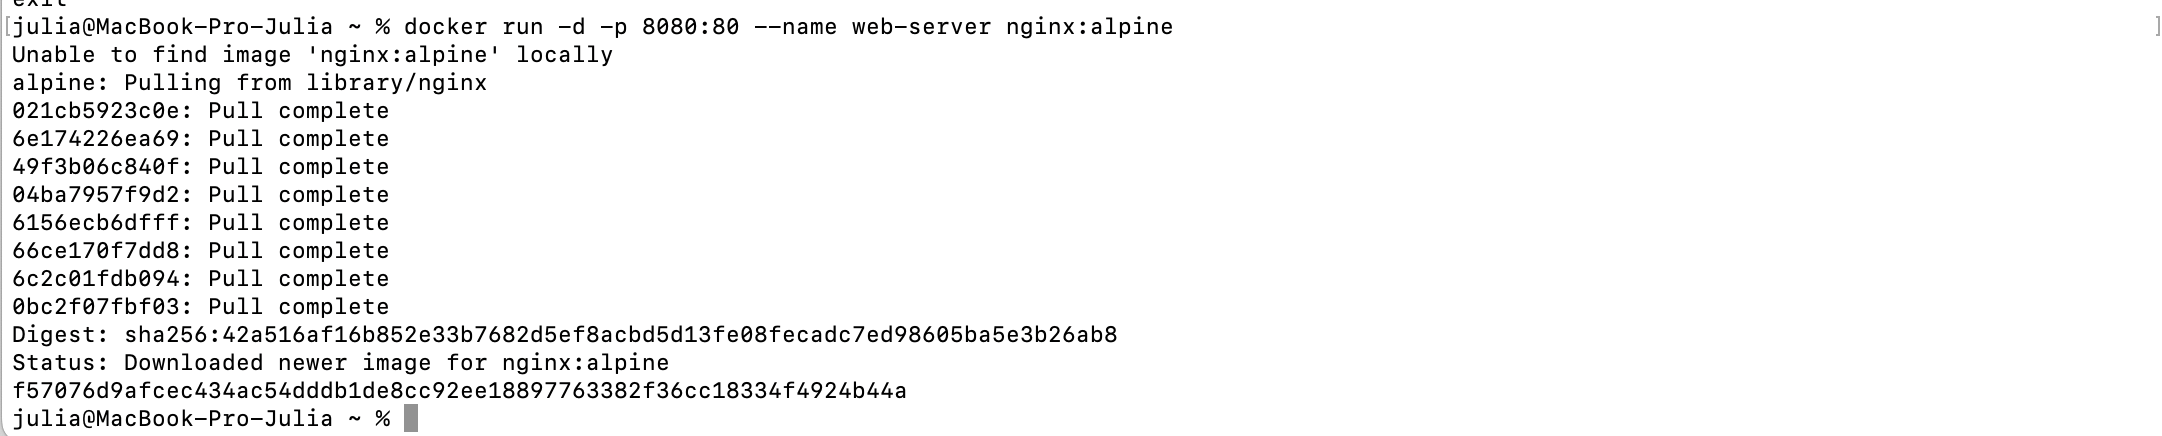 exit
[julia@MacBook-Pro-Julia ~ % docker run -d -p 8080:80 --name web-server nginx:alpine ]
Unable to find image 'nginx:alpine' locally
alpine: Pulling from library/nginx
021cb5923c0e: Pull complete
6e174226ea69: Pull complete
49f3b06c840f: Pull complete
04ba7957f9d2: Pull complete
6156ecb6dfff: Pull complete
66ce170f7dd8: Pull complete
6c2c01fdb094: Pull complete
0bc2f07fbf03: Pull complete
Digest: sha256:42a516af16b852e33b7682d5ef8acbd5d13fe08fecadc7ed98605ba5e3b26ab8
Status: Downloaded newer image for nginx:alpine
f57076d9afcec434ac54dddb1de8cc92ee18897763382f36cc18334f4924b44a
julia@MacBook-Pro-Julia ~ %